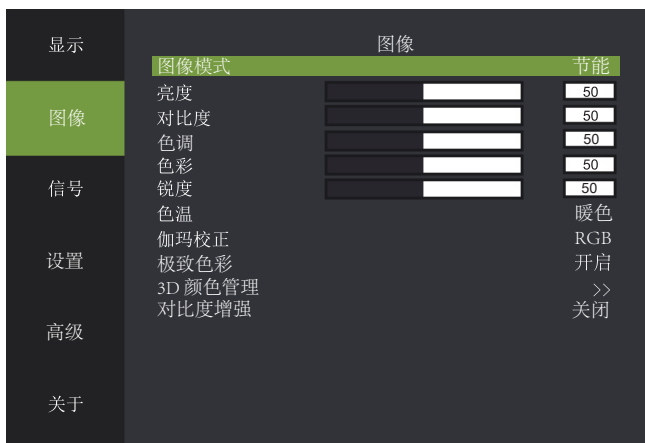 显示
图像
信号
设置
高级
关于
图像
图像模式 节能
亮度 50
对比度 50
色调 50
色彩 50
锐度 50
色温 暖色
伽玛校正 RGB
极致色彩 开启
3D 颜色管理 >>
对比度增强 关闭